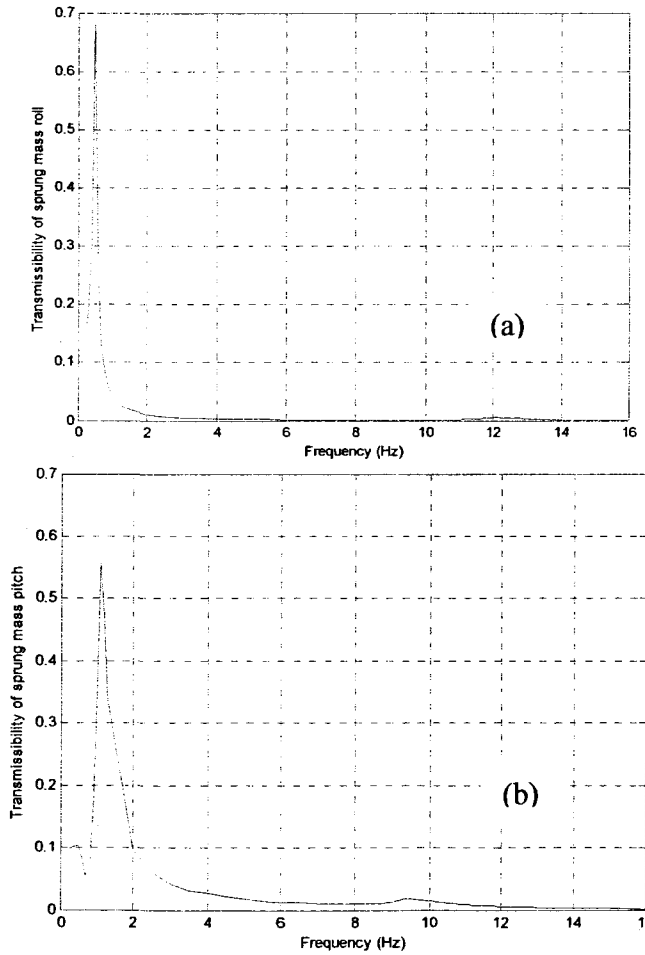 0.7
0.6
0.5
0.4
0.3
0.2
0.1
0
Transmissibility of sprung mass roll
(a)
0 2 4 6 8 10 12 14 16
Frequency (Hz)
0.7
0.6
0.5
0.4
0.3
0.2
0.1
0
Transmissibility of sprung mass pitch
(b)
0 2 4 6 8 10 12 14
Frequency (Hz)